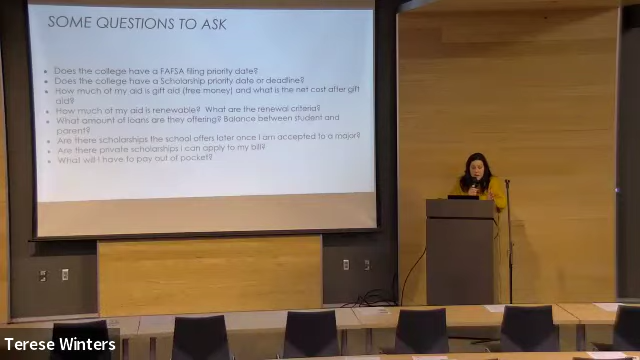 SOME QUESTIONS TO ASK
Does the college have a FAFSA filing priority date?
Does the college have a Scholarship priority date or deadline?
How much of my aid is gift aid (free money) and what is the net cost after gift
aid?
How much of my aid is renewable? What are the renewal criteria?
What amount of loans are they offering? Balance between student and
parent?
Are there scholarships the school offers later once I am accepted to a major?
Are there private scholarships I can apply to my bill?
What will I have to pay out of pocket?
Terese Winters